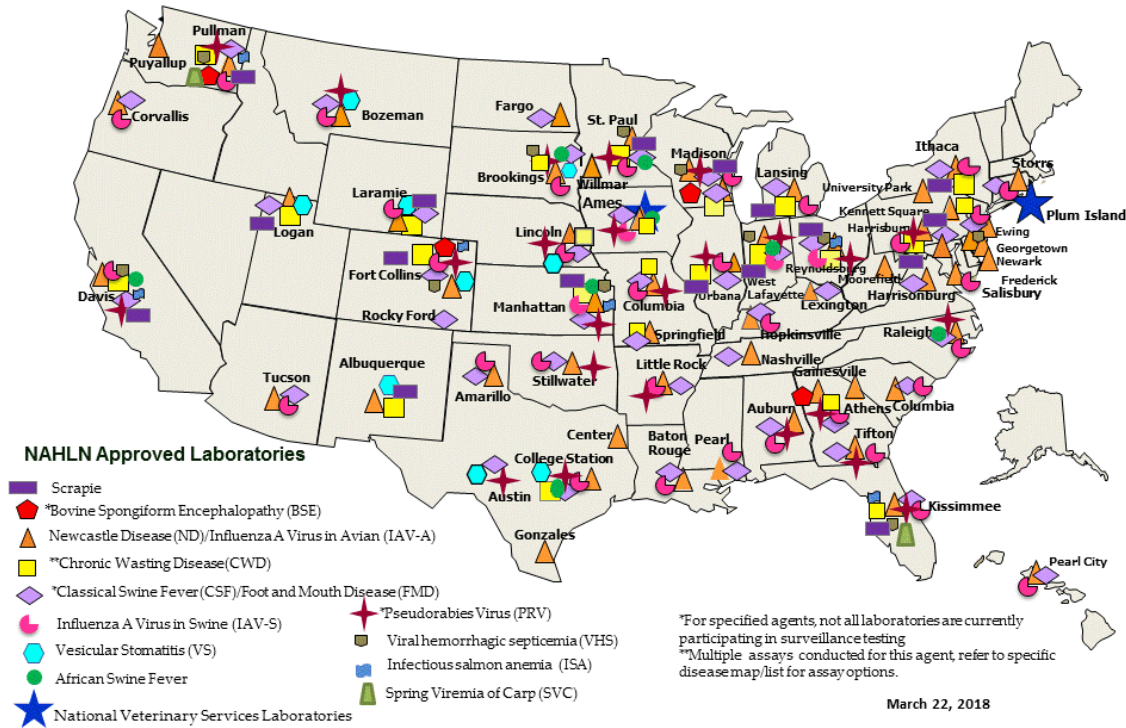 Pullman
Puyallup
Corvallis
Bozeman
Fargo
St. Paul
Brookings
Willmar
Madison
Lansing
Ithaca
Storrs
University Park
Plum Island
Kennett Square
Harrisburg
Ewing
Georgetown
Newark
Frederick
Salisbury
Laramie
Logan
Ames
Lincoln
Fort Collins
Rocky Ford
Davis
Manhattan
Columbia
Urbana
West
Lafayette
Reynoldsburg
Moorefield
Lexington
Harrisonburg
Hopkinsville
Springfield
Raleigh
Nashville
Albuquerque
Tucson
Amarillo
Stillwater
Little Rock
Gainesville
Auburn
Athens
Columbia
Tifton
Center
Baton
Rouge
Pearl
College Station
Austin
Gonzales
Kissimmee
Pearl City
NAHLN Approved Laboratories
Scrapie
*Bovine Spongiform Encephalopathy (BSE)
Newcastle Disease (ND)/Influenza A Virus in Avian (IAV-A)
**Chronic Wasting Disease(CWD)
*Classical Swine Fever(CSF)/Foot and Mouth Disease (FMD)
Influenza A Virus in Swine (IAV-S)
Vesicular Stomatitis (VS)
African Swine Fever
National Veterinary Services Laboratories
*Pseudorabies Virus (PRV)
Viral hemorrhagic septicemia (VHS)
Infectious salmon anemia (ISA)
Spring Viremia of Carp (SVC)
*For specified agents, not all laboratories are currently
participating in surveillance testing
**Multiple assays conducted for this agent, refer to specific
disease map/list for assay options.
March 22, 2018